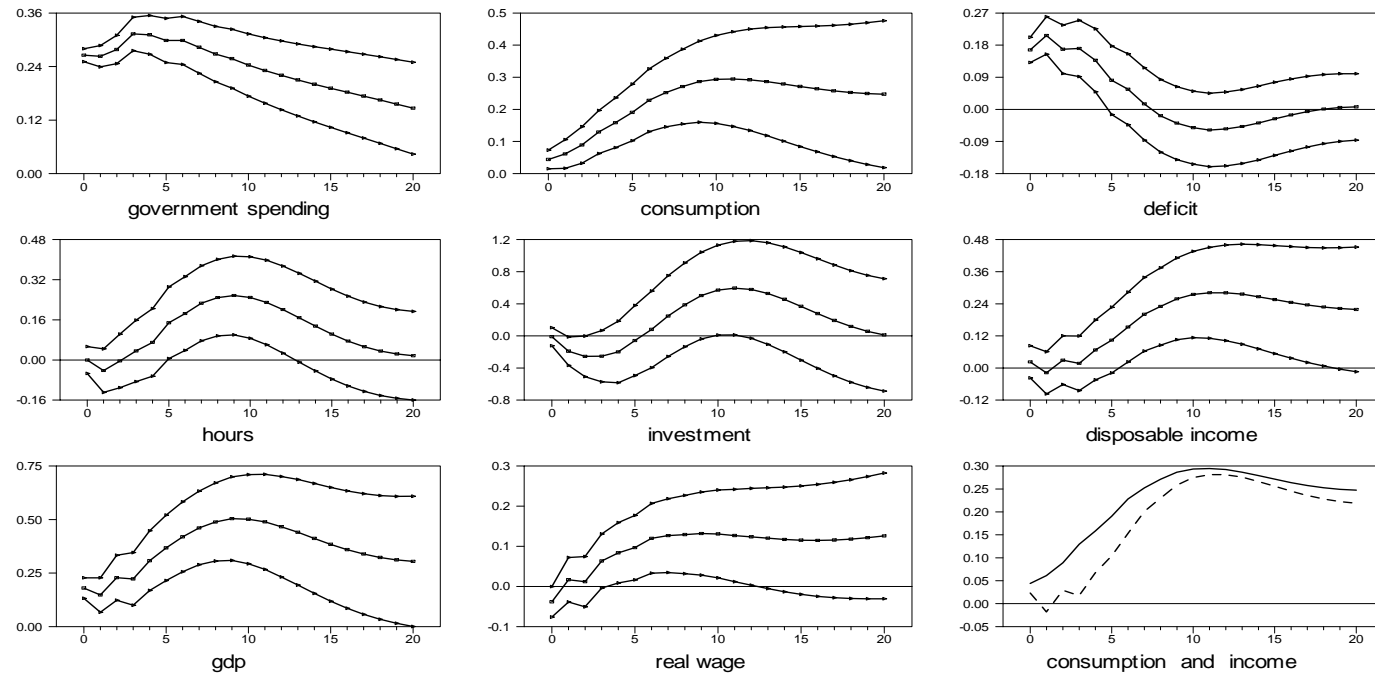 0.36
0.24
0.12
0.00
0 5 10 15 20
government spending
0.5
0.4
0.3
0.2
0.1
0.0
0 5 10 15 20
consumption
0.27
0.18
0.09
0.00
-0.09
-0.18
0 5 10 15 20
deficit
0.48
0.32
0.16
0.00
-0.16
0 5 10 15 20
hours
1.2
0.8
0.4
0.0
-0.4
-0.8
0 5 10 15 20
investment
0.48
0.36
0.24
0.12
0.00
-0.12
0 5 10 15 20
disposable income
0.75
0.50
0.25
0.00
0 5 10 15 20
gdp
0.3
0.2
0.1
0.0
-0.1
0 5 10 15 20
real wage
0.30
0.25
0.20
0.15
0.10
0.05
0.00
-0.05
0 5 10 15 20
consumption and income